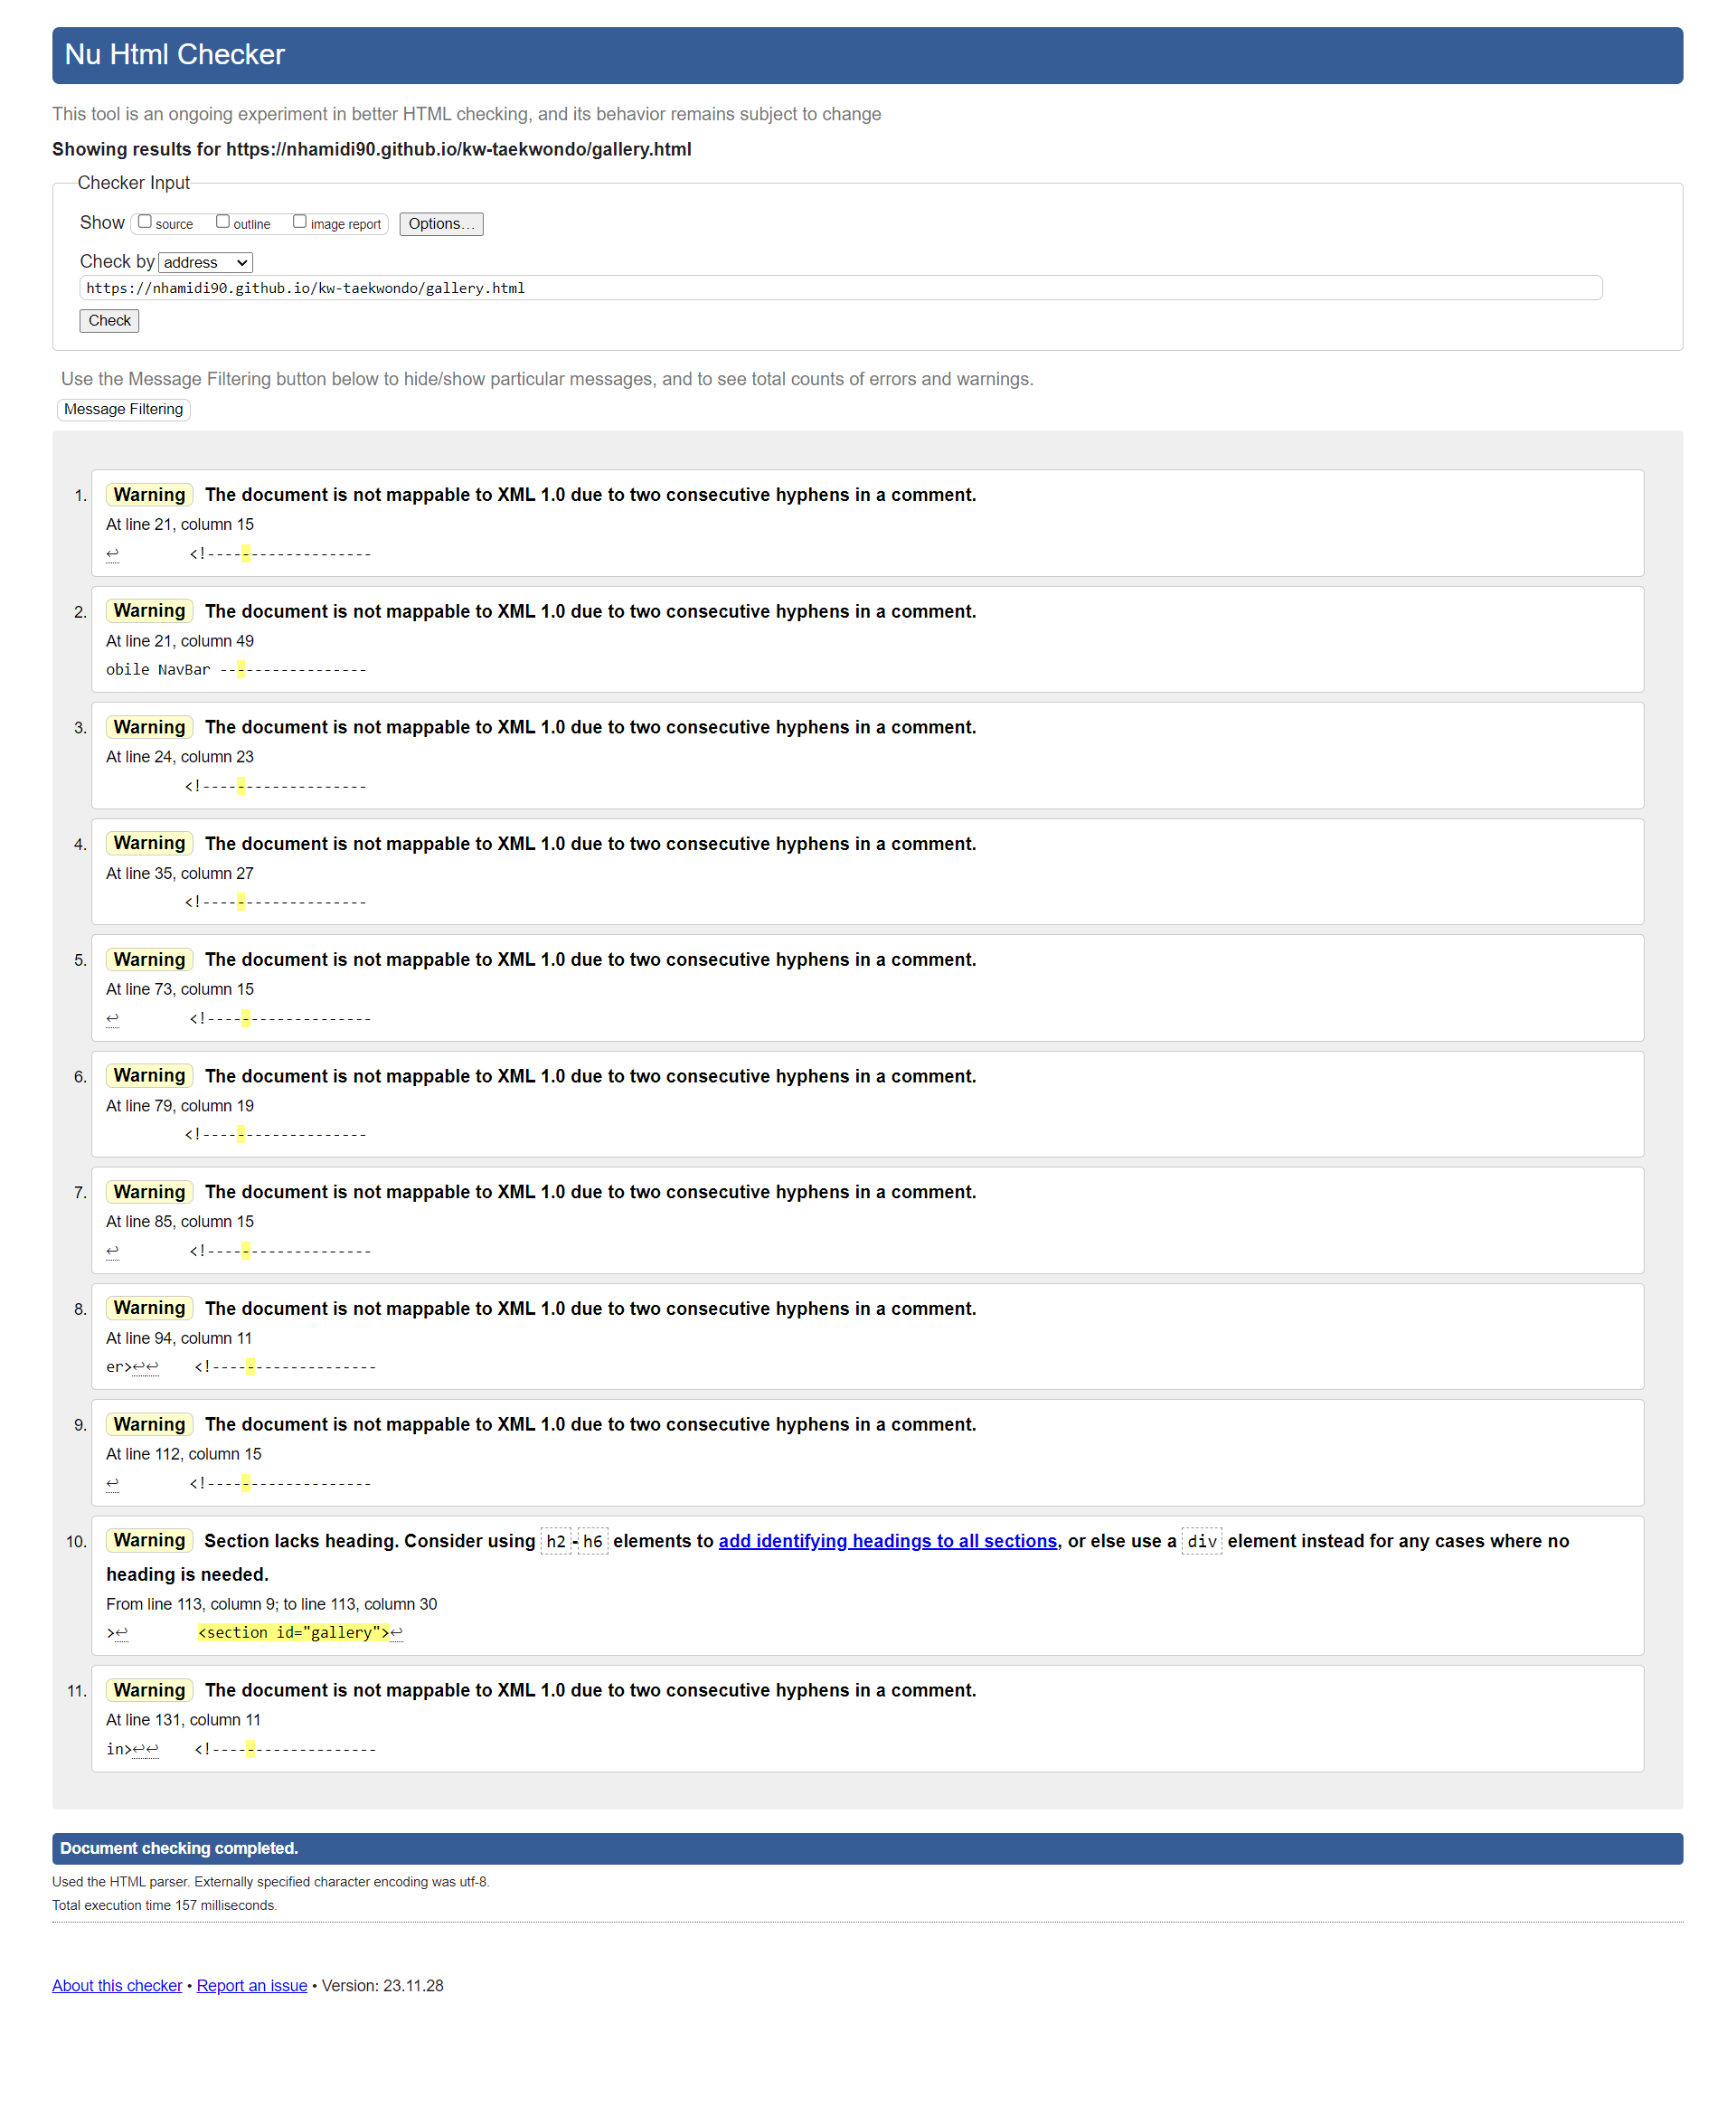 Nu Html Checker
This tool is an ongoing experiment in better HTML checking, and its behavior remains subject to change
Showing results for https://nhamidi90.github.io/kw-taekwondo/gallery.html
Checker Input
Show source outline image report Options...
Check by address
https://nhamidi90.github.io/kw-taekwondo/gallery.html
Check
Use the Message Filtering button below to hide/show particular messages, and to see total counts of errors and warnings.
Message Filtering
1. Warning The document is not mappable to XML 1.0 due to two consecutive hyphens in a comment.
At line 21, column 15
↩ <!-------------------
2. Warning The document is not mappable to XML 1.0 due to two consecutive hyphens in a comment.
At line 21, column 49
obile NavBar -----------------
3. Warning The document is not mappable to XML 1.0 due to two consecutive hyphens in a comment.
At line 24, column 23
<!-------------------
4. Warning The document is not mappable to XML 1.0 due to two consecutive hyphens in a comment.
At line 35, column 27
<!-------------------
5. Warning The document is not mappable to XML 1.0 due to two consecutive hyphens in a comment.
At line 73, column 15
↩ <!-------------------
6. Warning The document is not mappable to XML 1.0 due to two consecutive hyphens in a comment.
At line 79, column 19
<!-------------------
7. Warning The document is not mappable to XML 1.0 due to two consecutive hyphens in a comment.
At line 85, column 15
↩ <!-------------------
8. Warning The document is not mappable to XML 1.0 due to two consecutive hyphens in a comment.
At line 94, column 11
er>↩↩ <!-------------------
9. Warning The document is not mappable to XML 1.0 due to two consecutive hyphens in a comment.
At line 112, column 15
↩ <!-------------------
10. Warning Section lacks heading. Consider using h2-h6 elements to add identifying headings to all sections, or else use a div element instead for any cases where no
heading is needed.
From line 113, column 9; to line 113, column 30
>↩ <section id="gallery">↩
11. Warning The document is not mappable to XML 1.0 due to two consecutive hyphens in a comment.
At line 131, column 11
in>↩↩ <!-------------------
Document checking completed.
Used the HTML parser. Externally specified character encoding was utf-8.
Total execution time 157 milliseconds.
About this checker • Report an issue • Version: 23.11.28